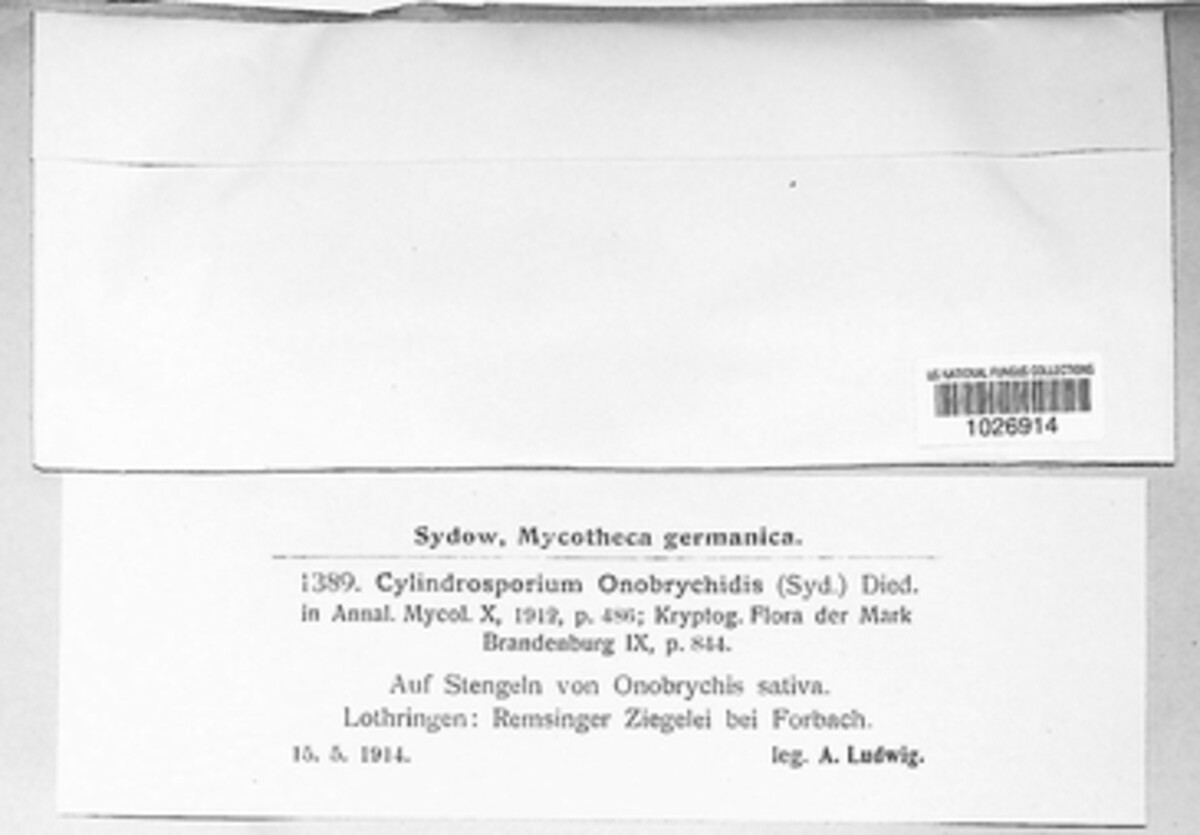 US NATIONAL FUNGUS COLLECTIONS
1026914
Sydow, Mycotheca germanica.
1389. Cylindrosporium Onobrychidis (Syd.) Died.
in Annal. Mycol. X, 1912, p. 486; Kryptog. Flora der Mark
Brandenburg IX, p. 844.
Auf Stengeln von Onobrychis sativa.
Lothringen: Remsinger Ziegelei bei Forbach.
15. 5. 1914.
leg. A. Ludwig.